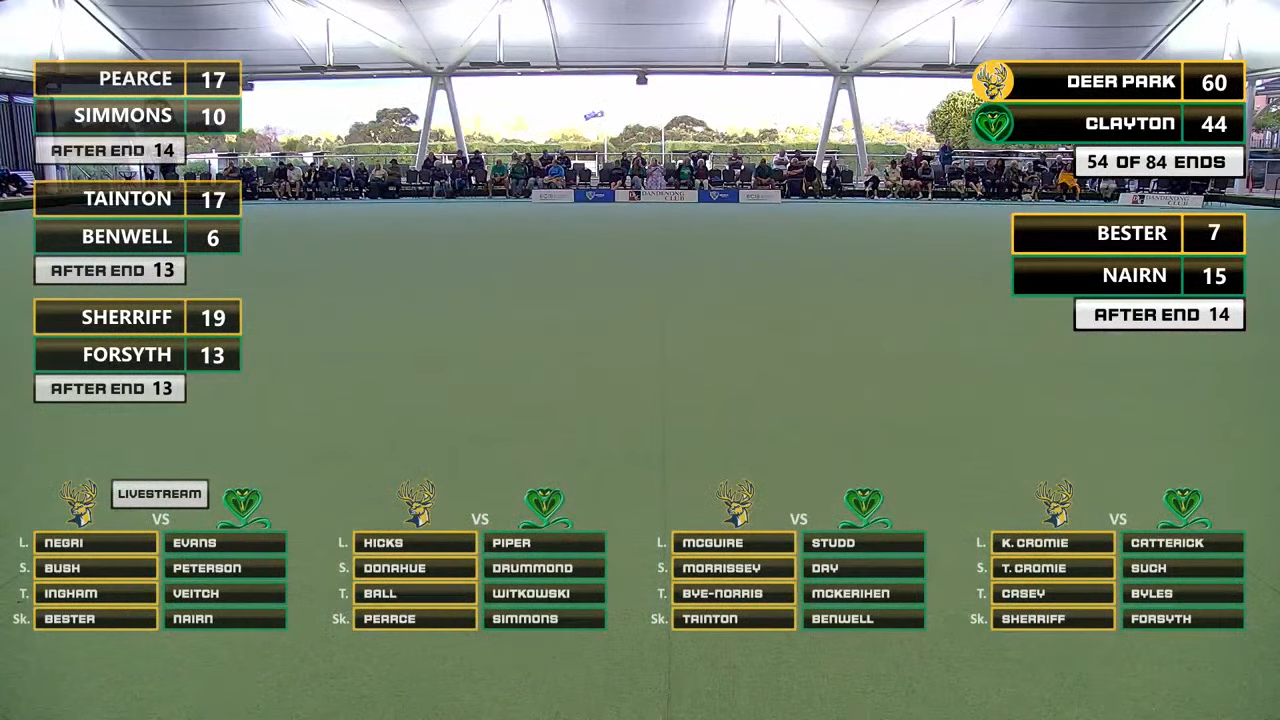 PEARCE 17
SIMMONS 10
AFTER END 14
TAINTON 17
BENWELL 6
AFTER END 13
SHERRIFF 19
FORSYTH 13
AFTER END 13
DEER PARK 60
CLAYTON 44
54 OF 84 ENDS
BESTER 7
NAIRN 15
AFTER END 14
DANDENONG CLUB
LIVESTREAM
VS
L. NEGRI EVANS
S. BUSH PETERSON
T. INGHAM VEITCH
Sk. BESTER NAIRN
VS
L. HICKS PIPER
S. DONAHUE DRUMMOND
T. BALL WITKOWSKI
Sk. PEARCE SIMMONS
VS
L. MCGUIRE STUDD
S. MORRISSEY DAY
T. BYE-NORRIS MCKERIHEN
Sk. TAINTON BENWELL
VS
L. K. CROMIE CATTERICK
S. T. CROMIE SUCH
T. CASEY BYLES
Sk. SHERRIFF FORSYTH